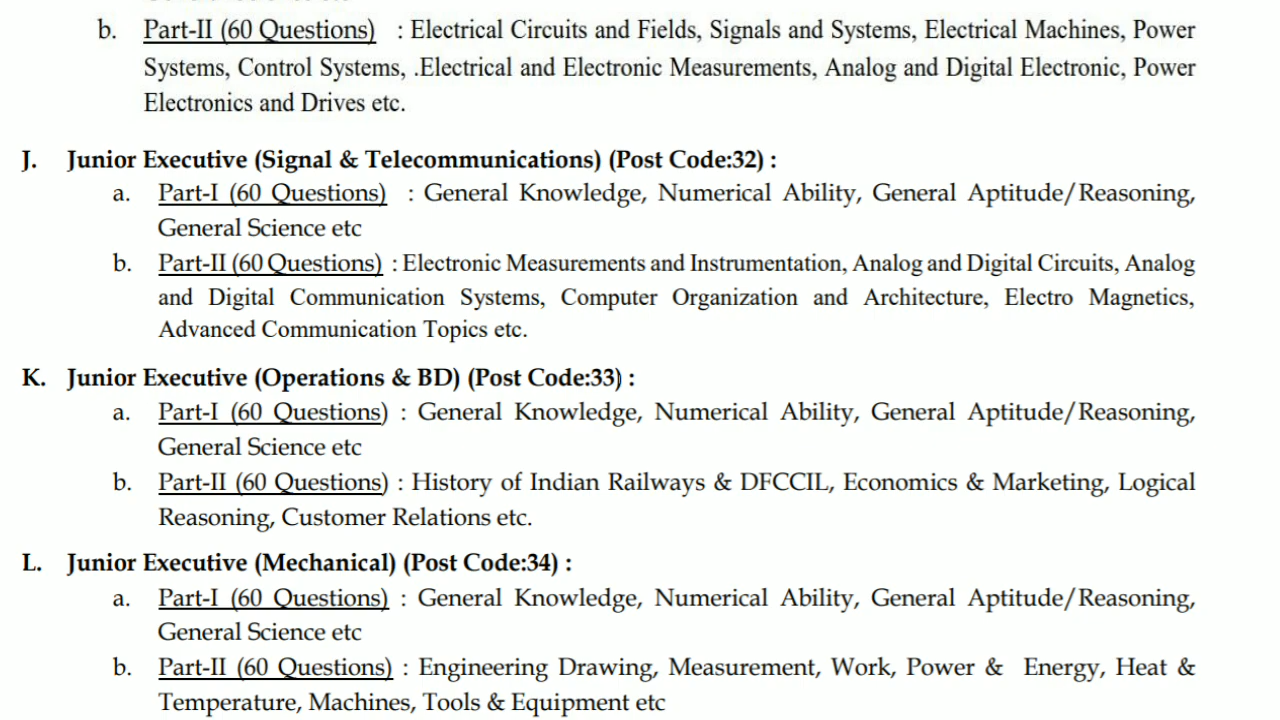 b. Part-II (60 Questions) : Electrical Circuits and Fields, Signals and Systems, Electrical Machines, Power
Systems, Control Systems, .Electrical and Electronic Measurements, Analog and Digital Electronic, Power
Electronics and Drives etc.
J. Junior Executive (Signal & Telecommunications) (Post Code:32) :
a. Part-I (60 Questions) : General Knowledge, Numerical Ability, General Aptitude/Reasoning,
General Science etc
b. Part-II (60 Questions) : Electronic Measurements and Instrumentation, Analog and Digital Circuits, Analog
and Digital Communication Systems, Computer Organization and Architecture, Electro Magnetics,
Advanced Communication Topics etc.
K. Junior Executive (Operations & BD) (Post Code:33) :
a. Part-I (60 Questions) : General Knowledge, Numerical Ability, General Aptitude/Reasoning,
General Science etc
b. Part-II (60 Questions) : History of Indian Railways & DFCCIL, Economics & Marketing, Logical
Reasoning, Customer Relations etc.
L. Junior Executive (Mechanical) (Post Code:34) :
a. Part-I (60 Questions) : General Knowledge, Numerical Ability, General Aptitude/Reasoning,
General Science etc
b. Part-II (60 Questions) : Engineering Drawing, Measurement, Work, Power & Energy, Heat &
Temperature, Machines, Tools & Equipment etc